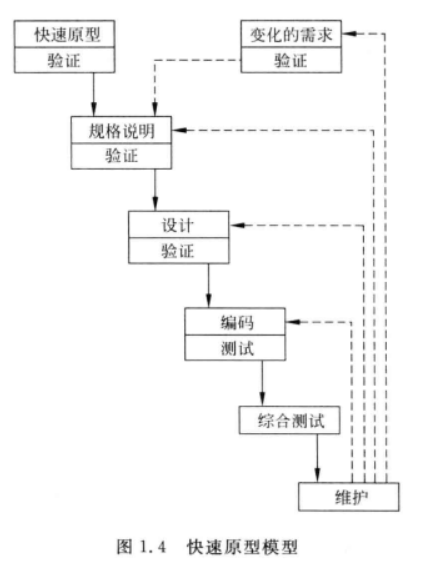 快速原型
验证
变化的需求
验证
规格说明
验证
设计
验证
编码
测试
综合测试
维护
图 1.4 快速原型模型